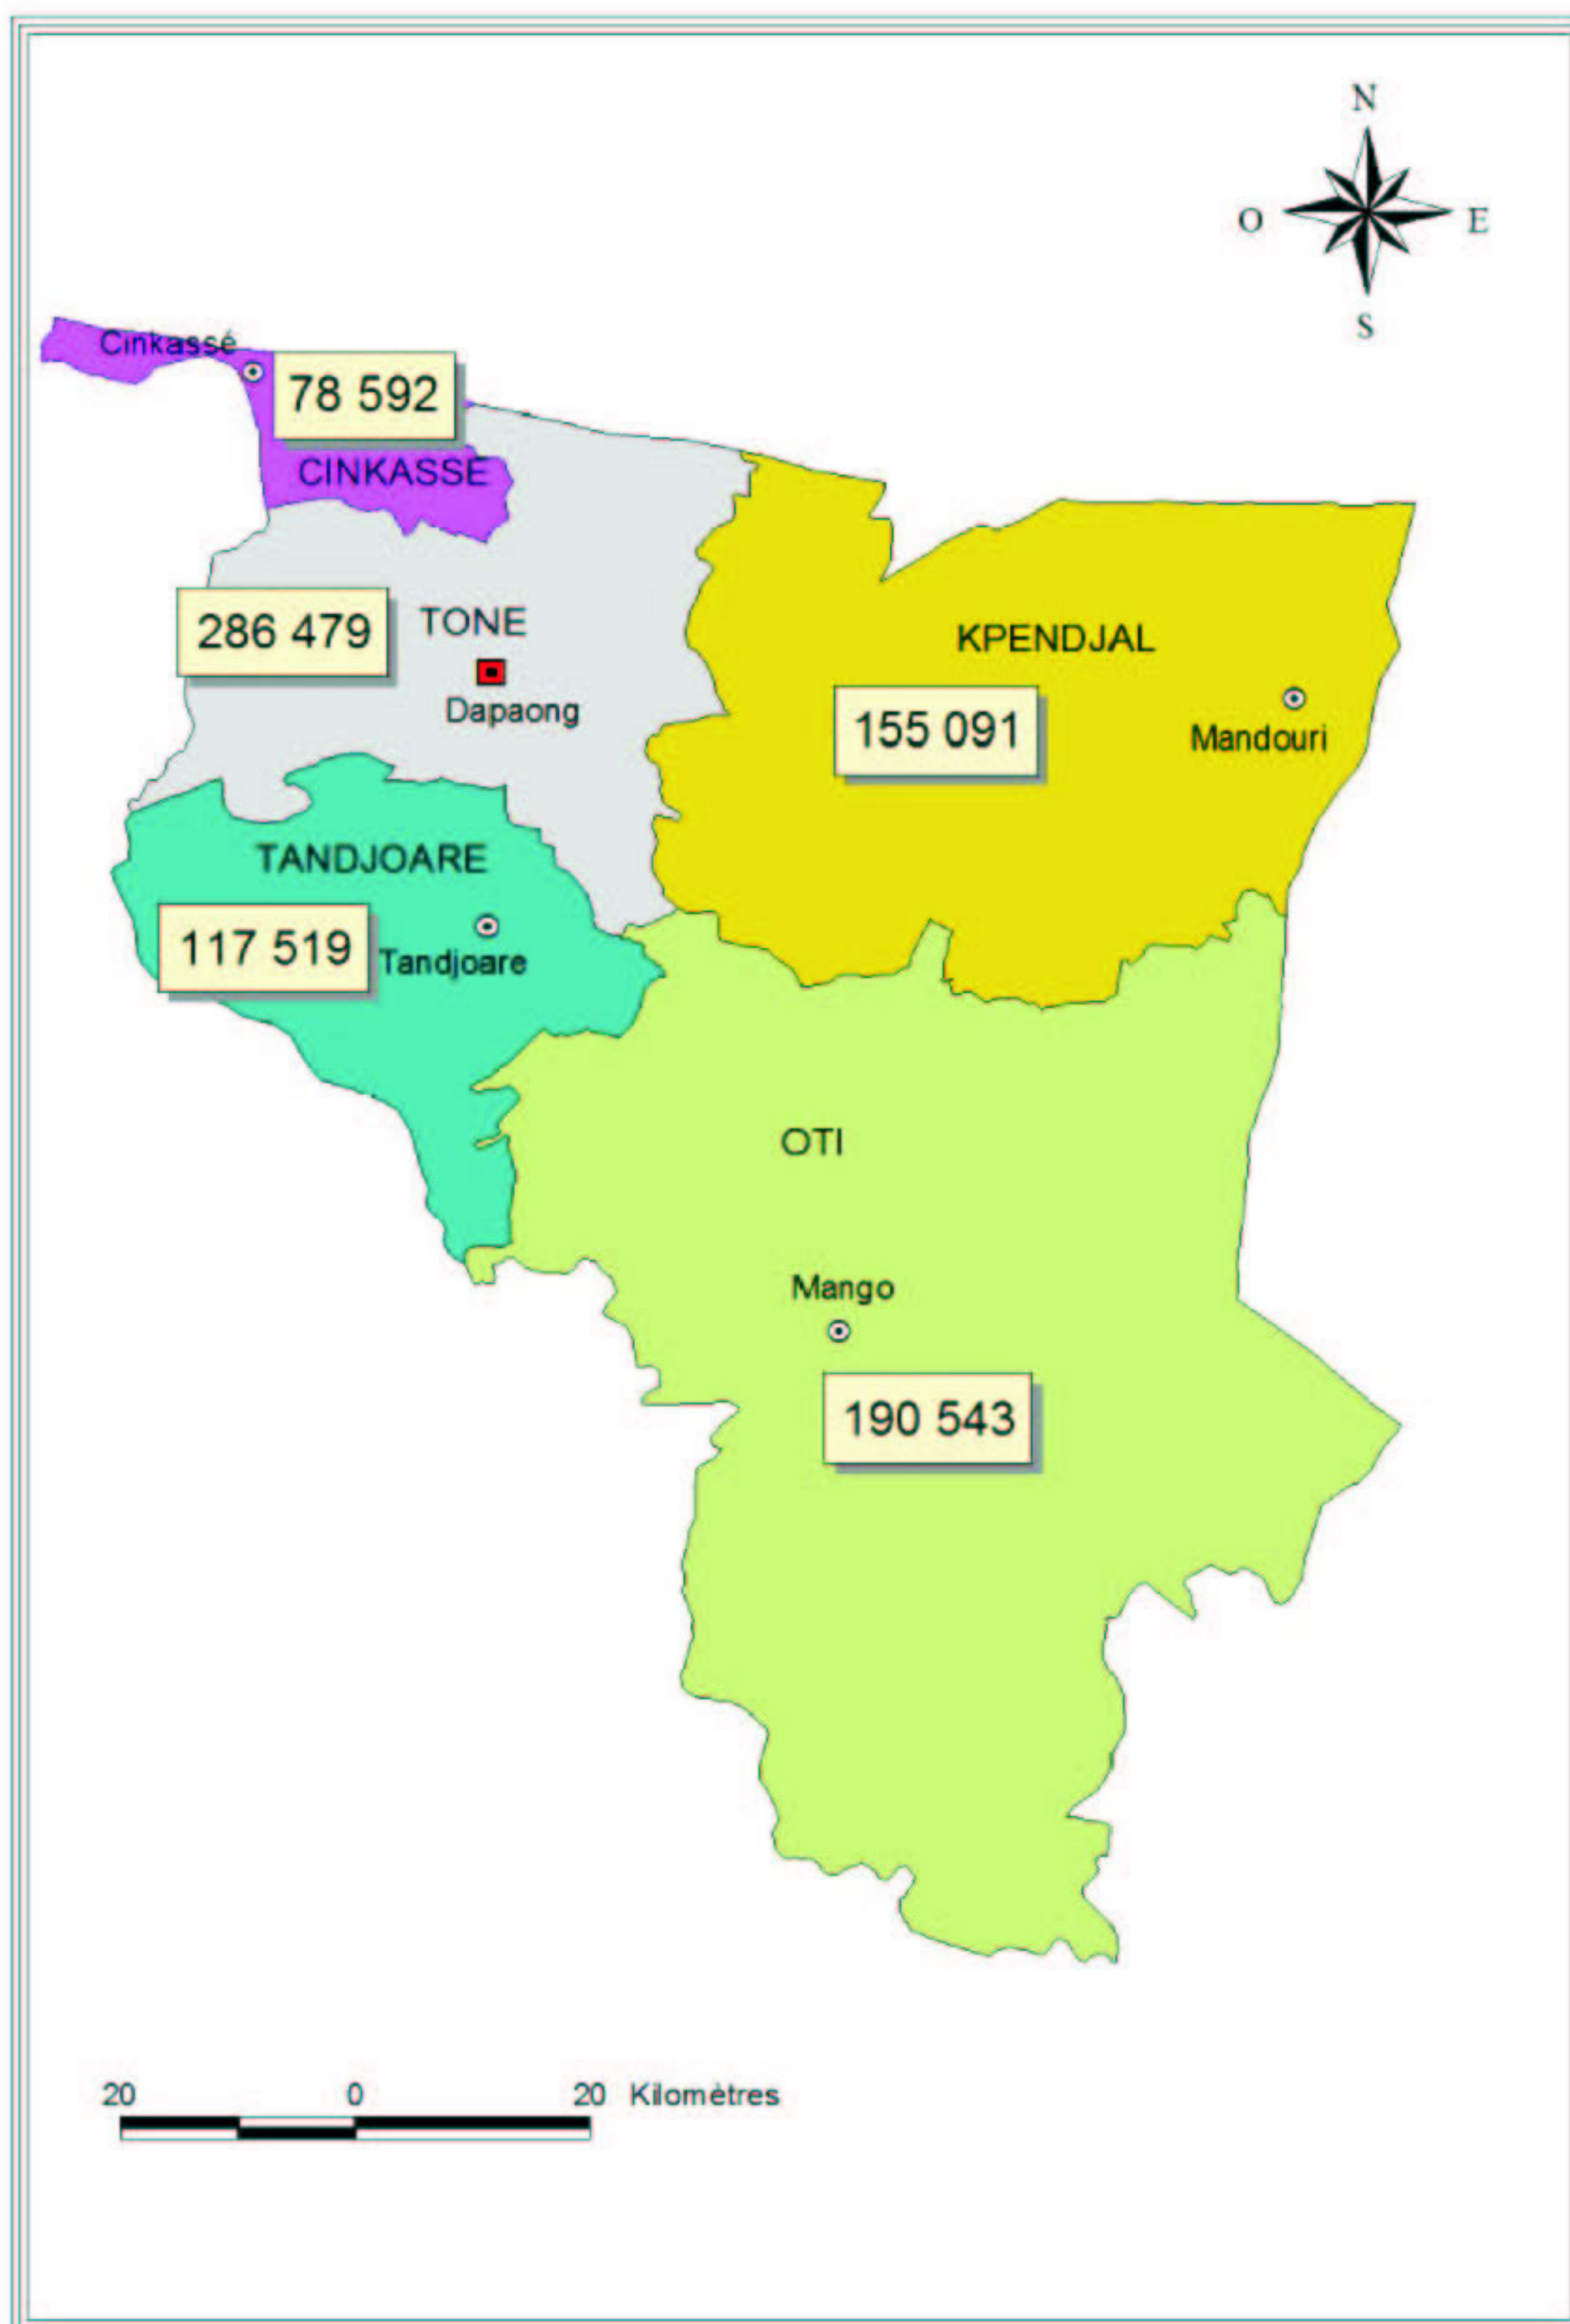 N
O
E
S
Cinkassé
78 592
CINKASSE
286 479
TONE
Dapaong
KPENDJAL
155 091
Mandouri
TANDJOARE
117 519
Tandjoare
OTI
Mango
190 543
20 0 20 Kilomètres